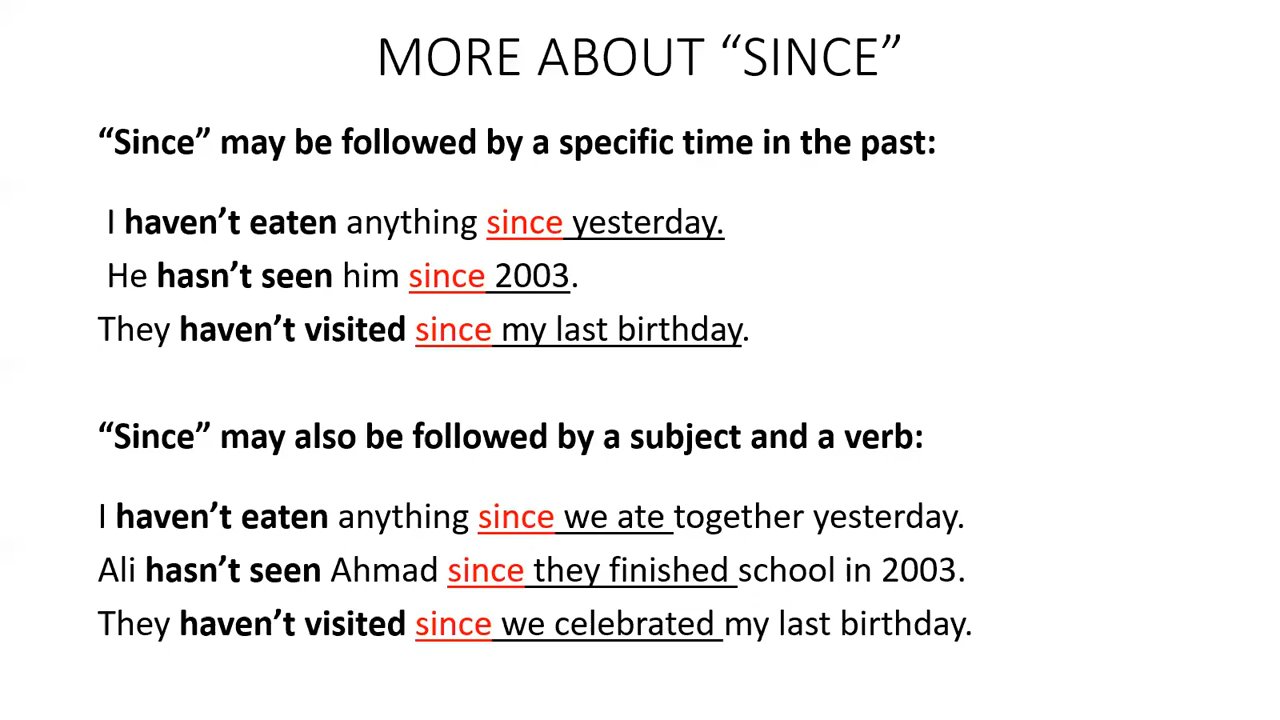 MORE ABOUT “SINCE”
“Since” may be followed by a specific time in the past:
I haven’t eaten anything since yesterday.
He hasn’t seen him since 2003.
They haven’t visited since my last birthday.
“Since” may also be followed by a subject and a verb:
I haven’t eaten anything since we ate together yesterday.
Ali hasn’t seen Ahmad since they finished school in 2003.
They haven’t visited since we celebrated my last birthday.